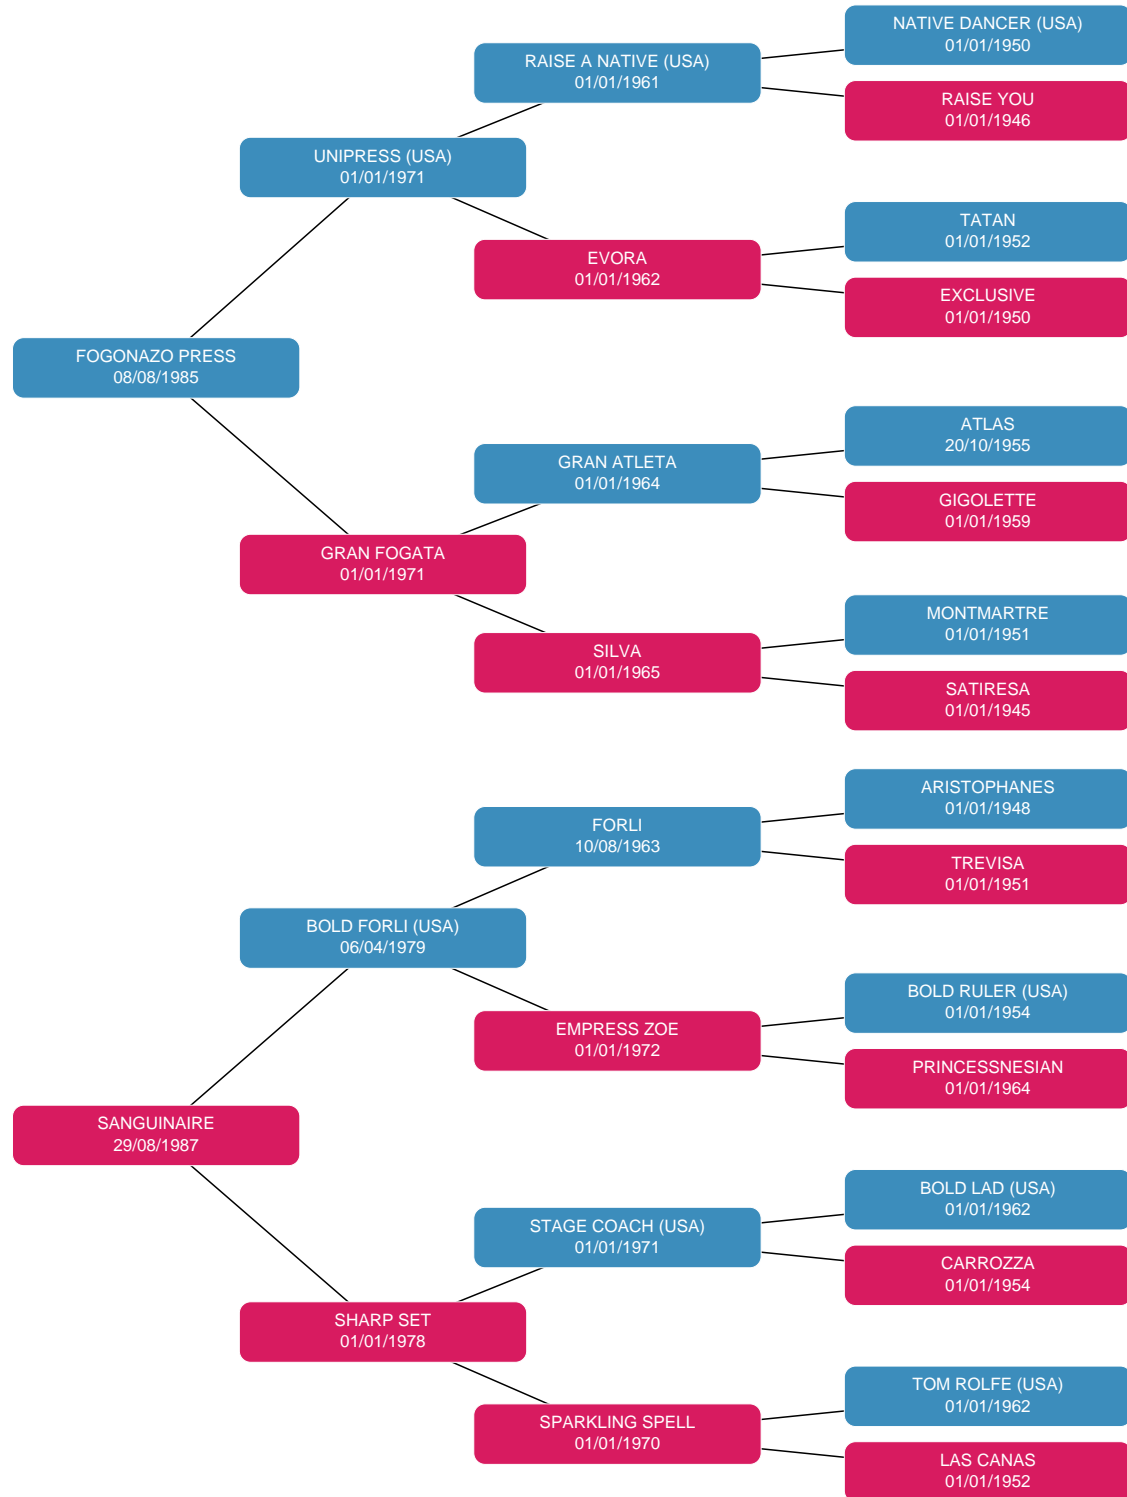 NATIVE DANCER (USA)
01/01/1950
RAISE A NATIVE (USA)
01/01/1961
RAISE YOU
01/01/1946
UNIPRESS (USA)
01/01/1971
TATAN
01/01/1952
EVORA
01/01/1962
EXCLUSIVE
01/01/1950
FOGONAZO PRESS
08/08/1985
ATLAS
20/10/1955
GRAN ATLETA
01/01/1964
GIGOLETTE
01/01/1959
GRAN FOGATA
01/01/1971
MONTMARTRE
01/01/1951
SILVA
01/01/1965
SATIRESA
01/01/1945
ARISTOPHANES
01/01/1948
FORLI
10/08/1963
TREVISA
01/01/1951
BOLD FORLI (USA)
06/04/1979
BOLD RULER (USA)
01/01/1954
EMPRESS ZOE
01/01/1972
PRINCESSNESIAN
01/01/1964
SANGUINAIRE
29/08/1987
BOLD LAD (USA)
01/01/1962
STAGE COACH (USA)
01/01/1971
CARROZZA
01/01/1954
SHARP SET
01/01/1978
TOM ROLFE (USA)
01/01/1962
SPARKLING SPELL
01/01/1970
LAS CANAS
01/01/1952